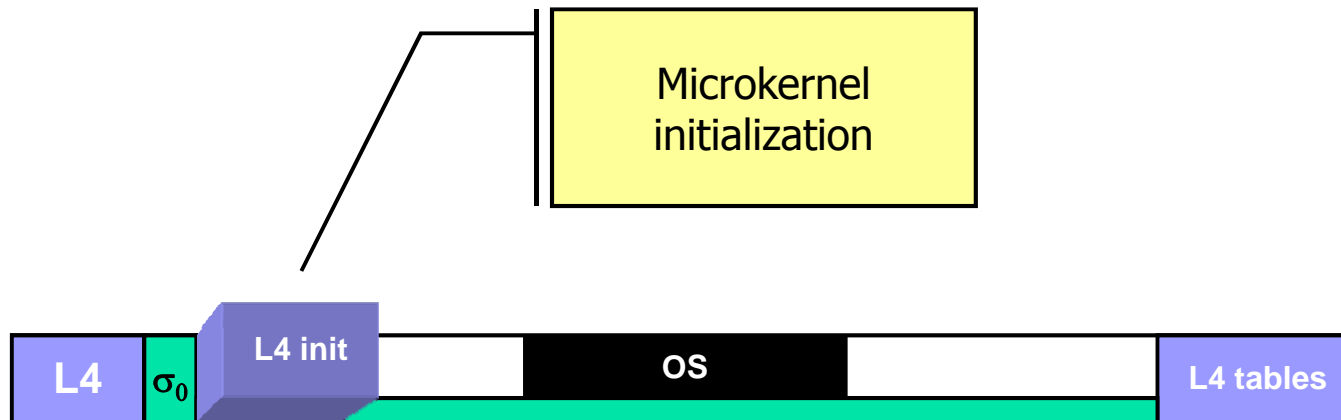 Microkernel
initialization
L4 σ₀ L4 init OS L4 tables